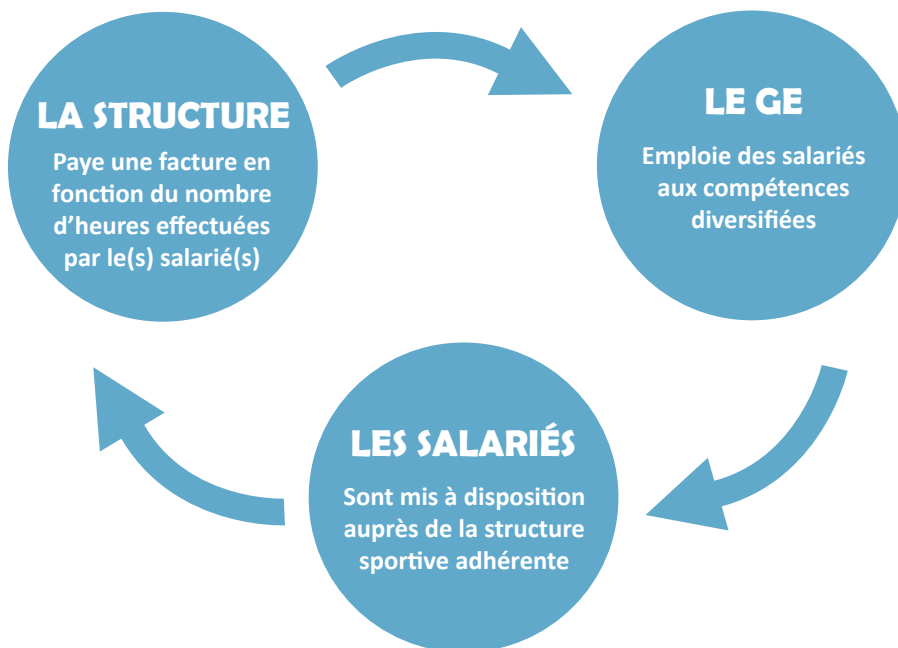 LA STRUCTURE
Paye une facture en
fonction du nombre
d’heures effectuées
par le(s) salarié(s)
LE GE
Emploie des salariés
aux compétences
diversifiées
LES SALARIÉS
Sont mis à disposition
auprès de la structure
sportive adhérente